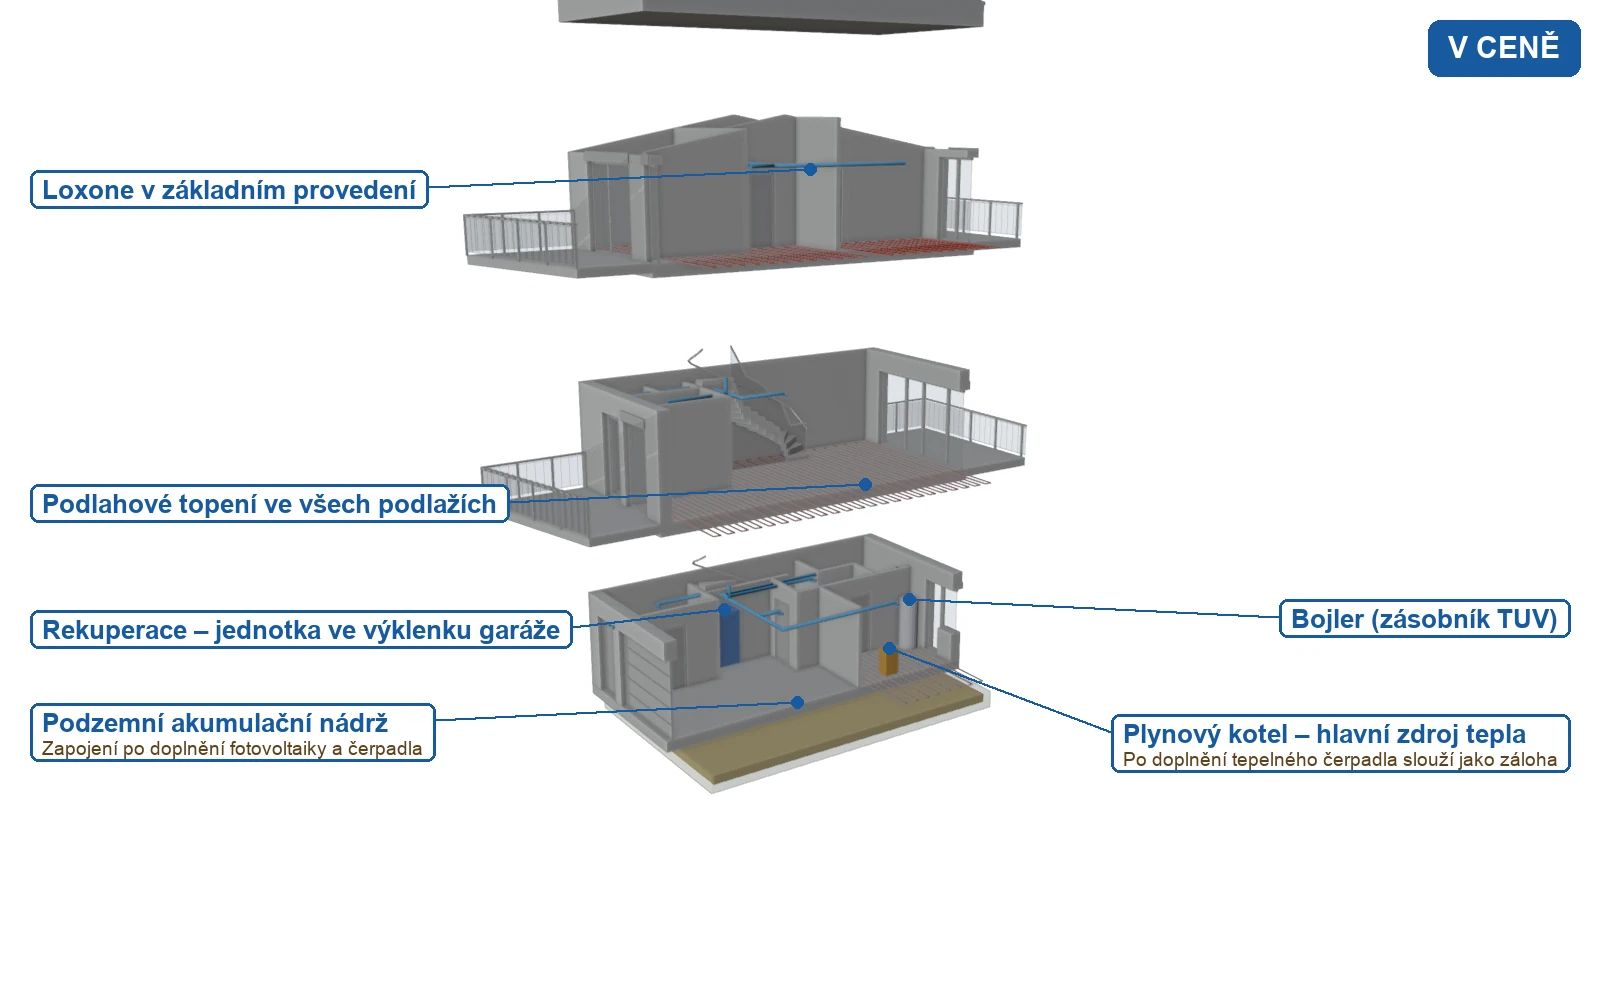 V CENĚ
Loxone v základním provedení
Podlahové topení ve všech podlažích
Rekuperace – jednotka ve výklenku garáže
Bojler (zásobník TUV)
Podzemní akumulační nádrž
Zapojení po doplnění fotovoltaiky a čerpadla
Plynový kotel – hlavní zdroj tepla
Po doplnění tepelného čerpadla slouží jako záloha